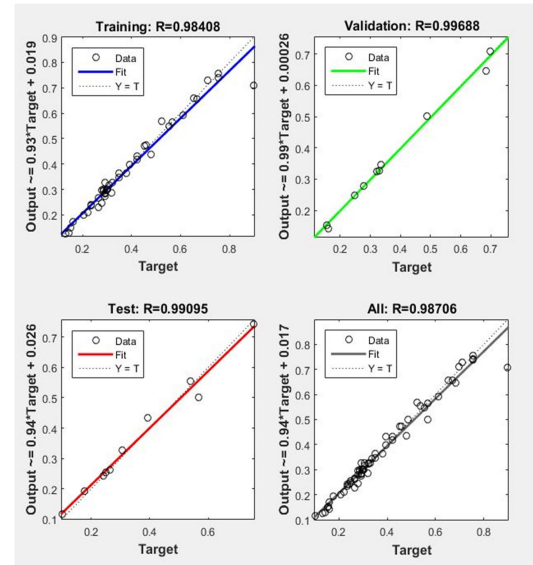 Training: R=0.98408
Output ~= 0.93*Target + 0.019
0.9
0.8
0.7
0.6
0.5
0.4
0.3
0.2
Data
Fit
Y = T
0.2 0.4 0.6 0.8
Target
Validation: R=0.99688
Output ~= 0.99*Target + 0.00026
0.7
0.6
0.5
0.4
0.3
0.2
Data
Fit
Y = T
0.2 0.3 0.4 0.5 0.6 0.7
Target
Test: R=0.99095
Output ~= 0.94*Target + 0.026
0.7
0.6
0.5
0.4
0.3
0.2
0.1
Data
Fit
Y = T
0.2 0.4 0.6
Target
All: R=0.98706
Output ~= 0.94*Target + 0.017
0.8
0.7
0.6
0.5
0.4
0.3
0.2
0.1
Data
Fit
Y = T
0.2 0.4 0.6 0.8
Target